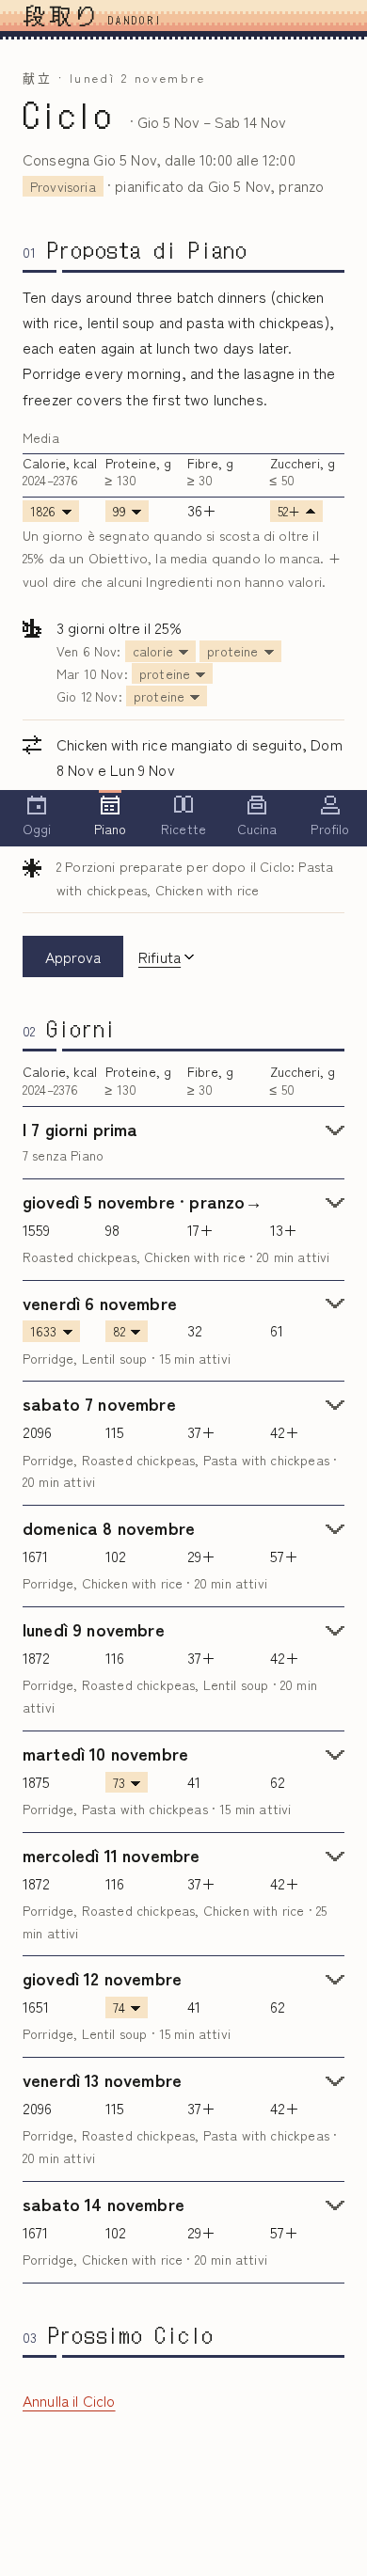 段取り DANDORI
献立 · lunedì 2 novembre
Ciclo · Gio 5 Nov – Sab 14 Nov
Consegna Gio 5 Nov, dalle 10:00 alle 12:00
Provvisoria · pianificato da Gio 5 Nov, pranzo
01 Proposta di Piano
Ten days around three batch dinners (chicken
with rice, lentil soup and pasta with chickpeas),
each eaten again at lunch two days later.
Porridge every morning, and the lasagne in the
freezer covers the first two lunches.
Media
Calorie, kcal Proteine, g Fibre, g Zuccheri, g
2024–2376 ≥ 130 ≥ 30 ≤ 50
1826 99 36+ 52+
Un giorno è segnato quando si scosta di oltre il
25% da un Obiettivo, la media quando lo manca. +
vuol dire che alcuni Ingredienti non hanno valori.
3 giorni oltre il 25%
Ven 6 Nov: calorie proteine
Mar 10 Nov: proteine
Gio 12 Nov: proteine
Chicken with rice mangiato di seguito, Dom
8 Nov e Lun 9 Nov
Oggi Piano Ricette Cucina Profilo
2 Porzioni preparate per dopo il Ciclo: Pasta
with chickpeas, Chicken with rice
Approva Rifiuta
02 Giorni
Calorie, kcal Proteine, g Fibre, g Zuccheri, g
2024–2376 ≥ 130 ≥ 30 ≤ 50
I 7 giorni prima
7 senza Piano
giovedì 5 novembre · pranzo→
1559 98 17+ 13+
Roasted chickpeas, Chicken with rice · 20 min attivi
venerdì 6 novembre
1633 82 32 61
Porridge, Lentil soup · 15 min attivi
sabato 7 novembre
2096 115 37+ 42+
Porridge, Roasted chickpeas, Pasta with chickpeas ·
20 min attivi
domenica 8 novembre
1671 102 29+ 57+
Porridge, Chicken with rice · 20 min attivi
lunedì 9 novembre
1872 116 37+ 42+
Porridge, Roasted chickpeas, Lentil soup · 20 min
attivi
martedì 10 novembre
1875 73 41 62
Porridge, Pasta with chickpeas · 15 min attivi
mercoledì 11 novembre
1872 116 37+ 42+
Porridge, Roasted chickpeas, Chicken with rice · 25
min attivi
giovedì 12 novembre
1651 74 41 62
Porridge, Lentil soup · 15 min attivi
venerdì 13 novembre
2096 115 37+ 42+
Porridge, Roasted chickpeas, Pasta with chickpeas ·
20 min attivi
sabato 14 novembre
1671 102 29+ 57+
Porridge, Chicken with rice · 20 min attivi
03 Prossimo Ciclo
Annulla il Ciclo